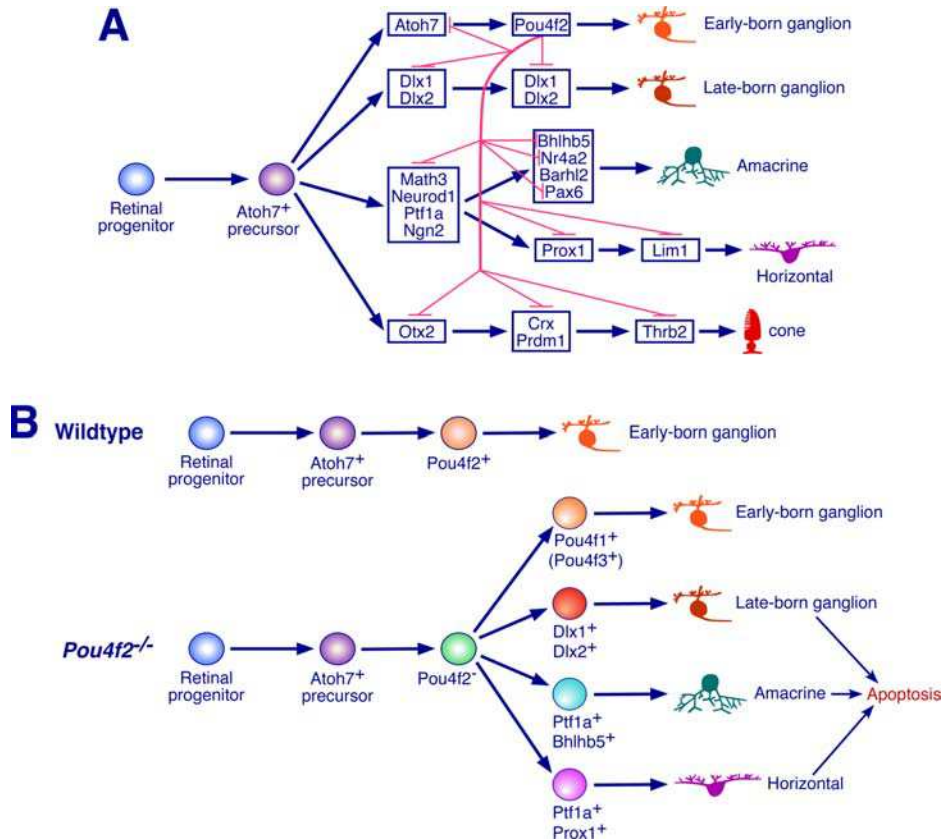 A
Atoh7
Pou4f2
Early-born ganglion
Dlx1
Dlx2
Dlx1
Dlx2
Late-born ganglion
Retinal
progenitor
Atoh7+
precursor
Math3
Neurod1
Ptf1a
Ngn2
Bhlhb5
Nr4a2
Barhl2
Pax6
Amacrine
Prox1
Lim1
Horizontal
Otx2
Crx
Prdm1
Thrb2
cone
B
Wildtype
Retinal
progenitor
Atoh7+
precursor
Pou4f2+
Early-born ganglion
Pou4f2-/-
Retinal
progenitor
Atoh7+
precursor
Pou4f2-
Pou4f1+
(Pou4f3+)
Early-born ganglion
Dlx1+
Dlx2+
Late-born ganglion
Ptf1a+
Bhlhb5+
Amacrine
Apoptosis
Ptf1a+
Prox1+
Horizontal